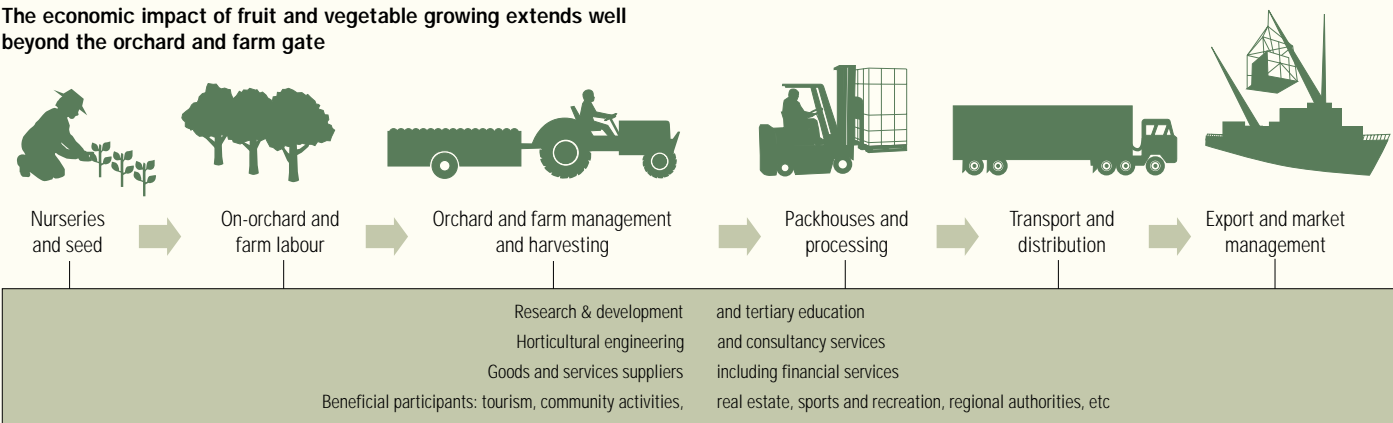 The economic impact of fruit and vegetable growing extends well
beyond the orchard and farm gate
Nurseries
and seed
On-orchard and
farm labour
Orchard and farm management
and harvesting
Packhouses and
processing
Transport and
distribution
Export and market
management
Research & development and tertiary education
Horticultural engineering and consultancy services
Goods and services suppliers including financial services
Beneficial participants: tourism, community activities, real estate, sports and recreation, regional authorities, etc